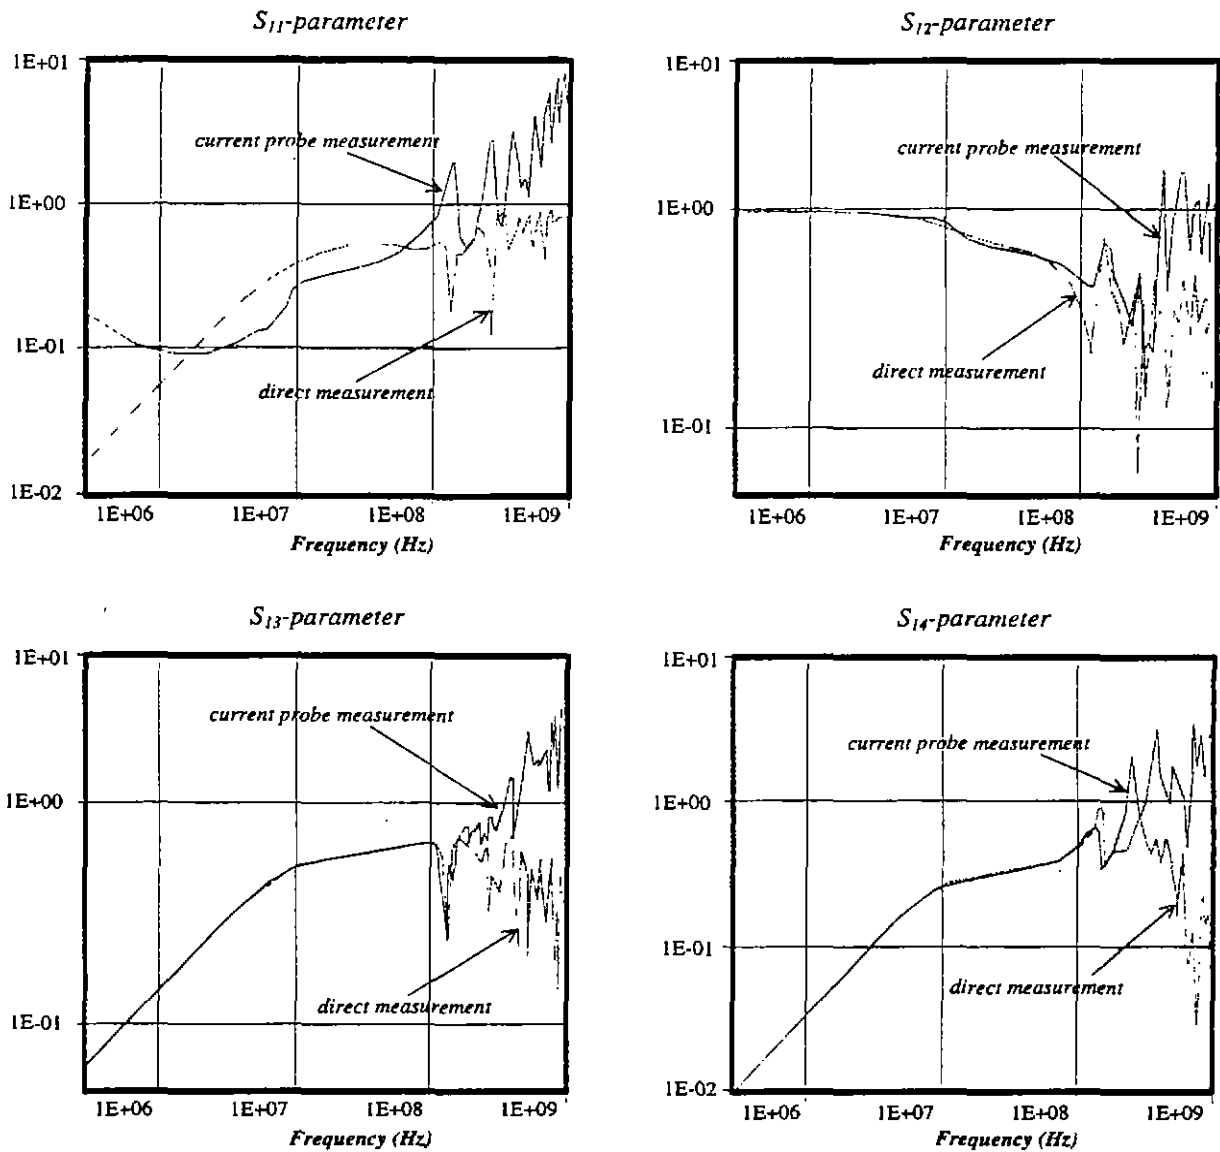 S11-parameter
1E+01
1E+00
1E-01
1E-02
current probe measurement
direct measurement
1E+06 1E+07 1E+08 1E+09
Frequency (Hz)
S12-parameter
1E+01
1E+00
1E-01
current probe measurement
direct measurement
1E+06 1E+07 1E+08 1E+09
Frequency (Hz)
S13-parameter
1E+01
1E+00
1E-01
current probe measurement
direct measurement
1E+06 1E+07 1E+08 1E+09
Frequency (Hz)
S14-parameter
1E+01
1E+00
1E-01
1E-02
current probe measurement
direct measurement
1E+06 1E+07 1E+08 1E+09
Frequency (Hz)